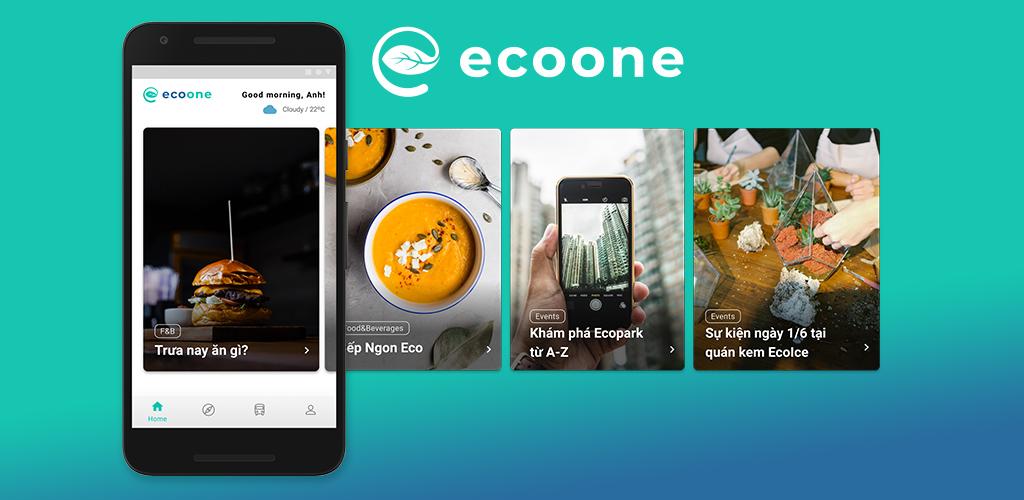 ecoone
ecoone
Good morning, Anh!
Cloudy / 22°C
F&B
Trưa nay ăn gì?
ood&Beverages
ếp Ngon Eco
Events
Khám phá Ecopark
từ A-Z
Events
Sự kiện ngày 1/6 tại
quán kem EcoIce
Home